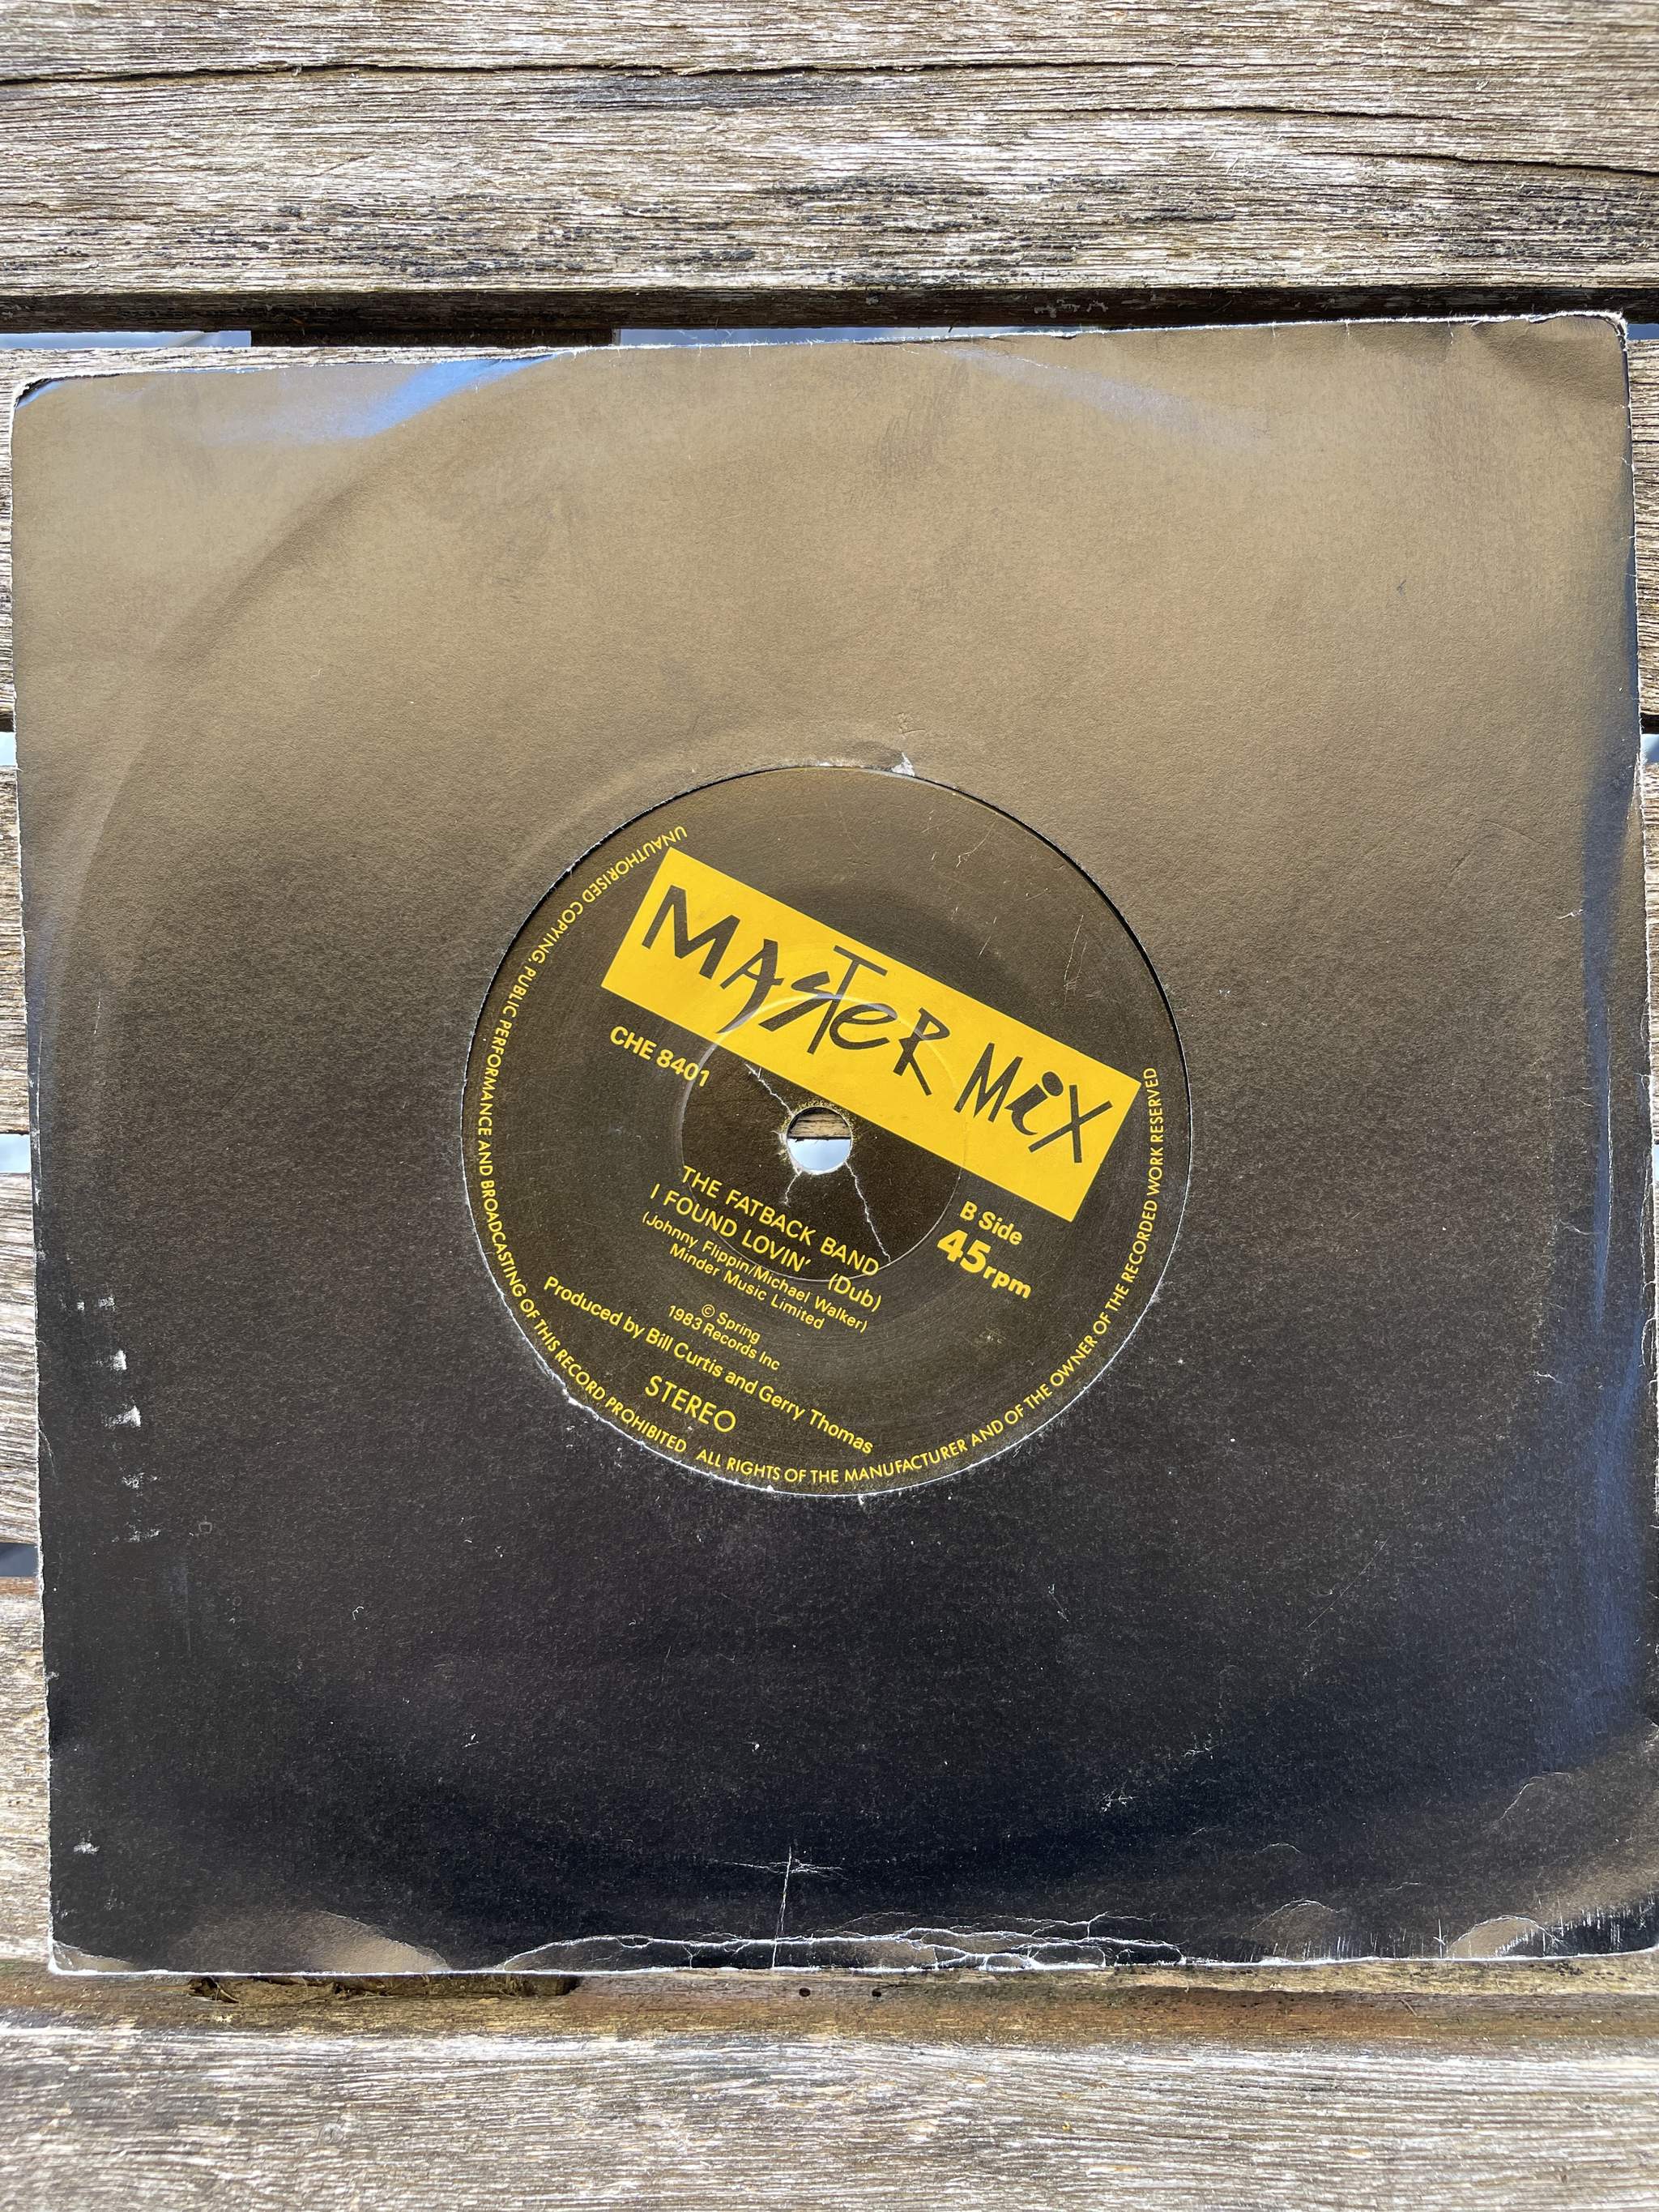 MASTER MiX
CHE 8401
B Side
45rpm
THE FATBACK BAND
I FOUND LOVIN' (Dub)
(Johnny Flippin/Michael Walker)
Minder Music Limited
© Spring
1983 Records Inc
Produced by Bill Curtis and Gerry Thomas
STEREO
UNAUTHORISED COPYING, PUBLIC PERFORMANCE AND BROADCASTING OF THIS RECORD PROHIBITED ALL RIGHTS OF THE MANUFACTURER AND OF THE OWNER OF THE RECORDED WORK RESERVED